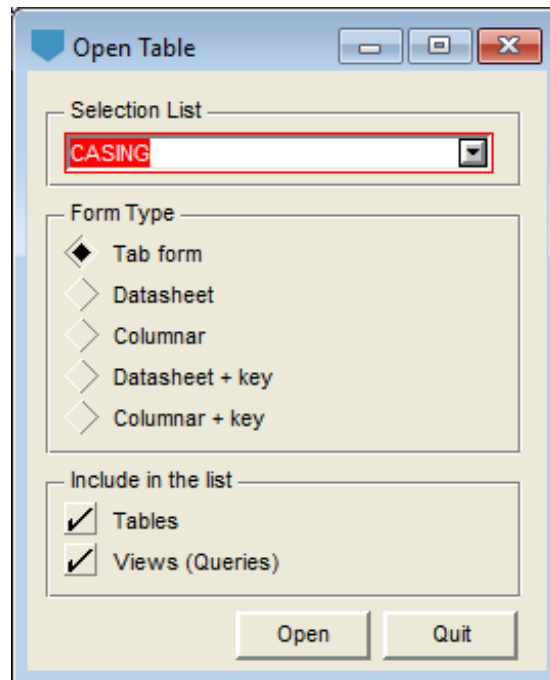 Open Table
Selection List
CASING
Form Type
Tab form
Datasheet
Columnar
Datasheet + key
Columnar + key
Include in the list
Tables
Views (Queries)
Open Quit